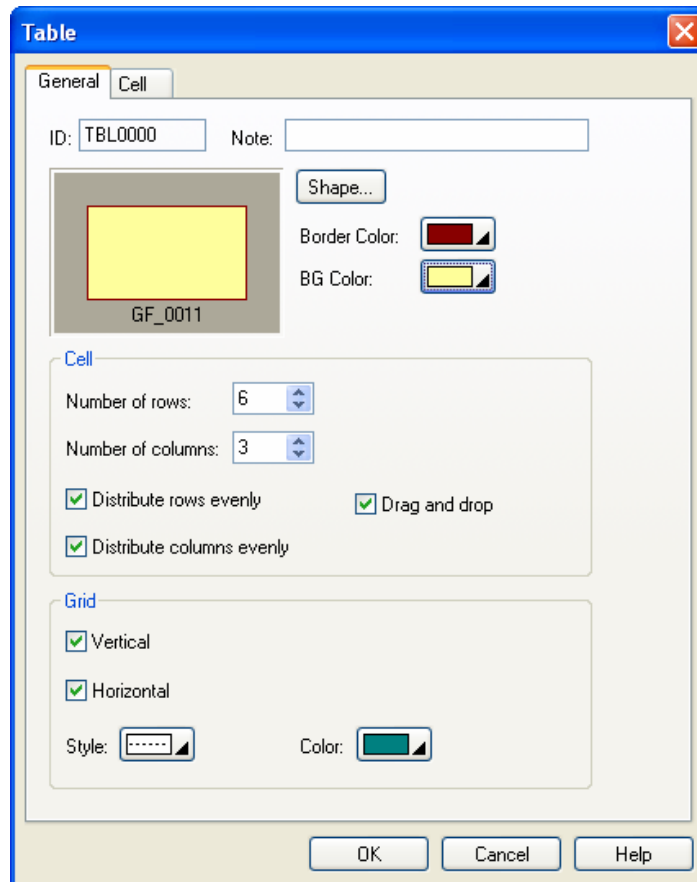 Table
General Cell
ID: TBL0000 Note:
Shape...
Border Color:
BG Color:
GF_0011
Cell
Number of rows: 6
Number of columns: 3
Distribute rows evenly Drag and drop
Distribute columns evenly
Grid
Vertical
Horizontal
Style: Color:
OK Cancel Help